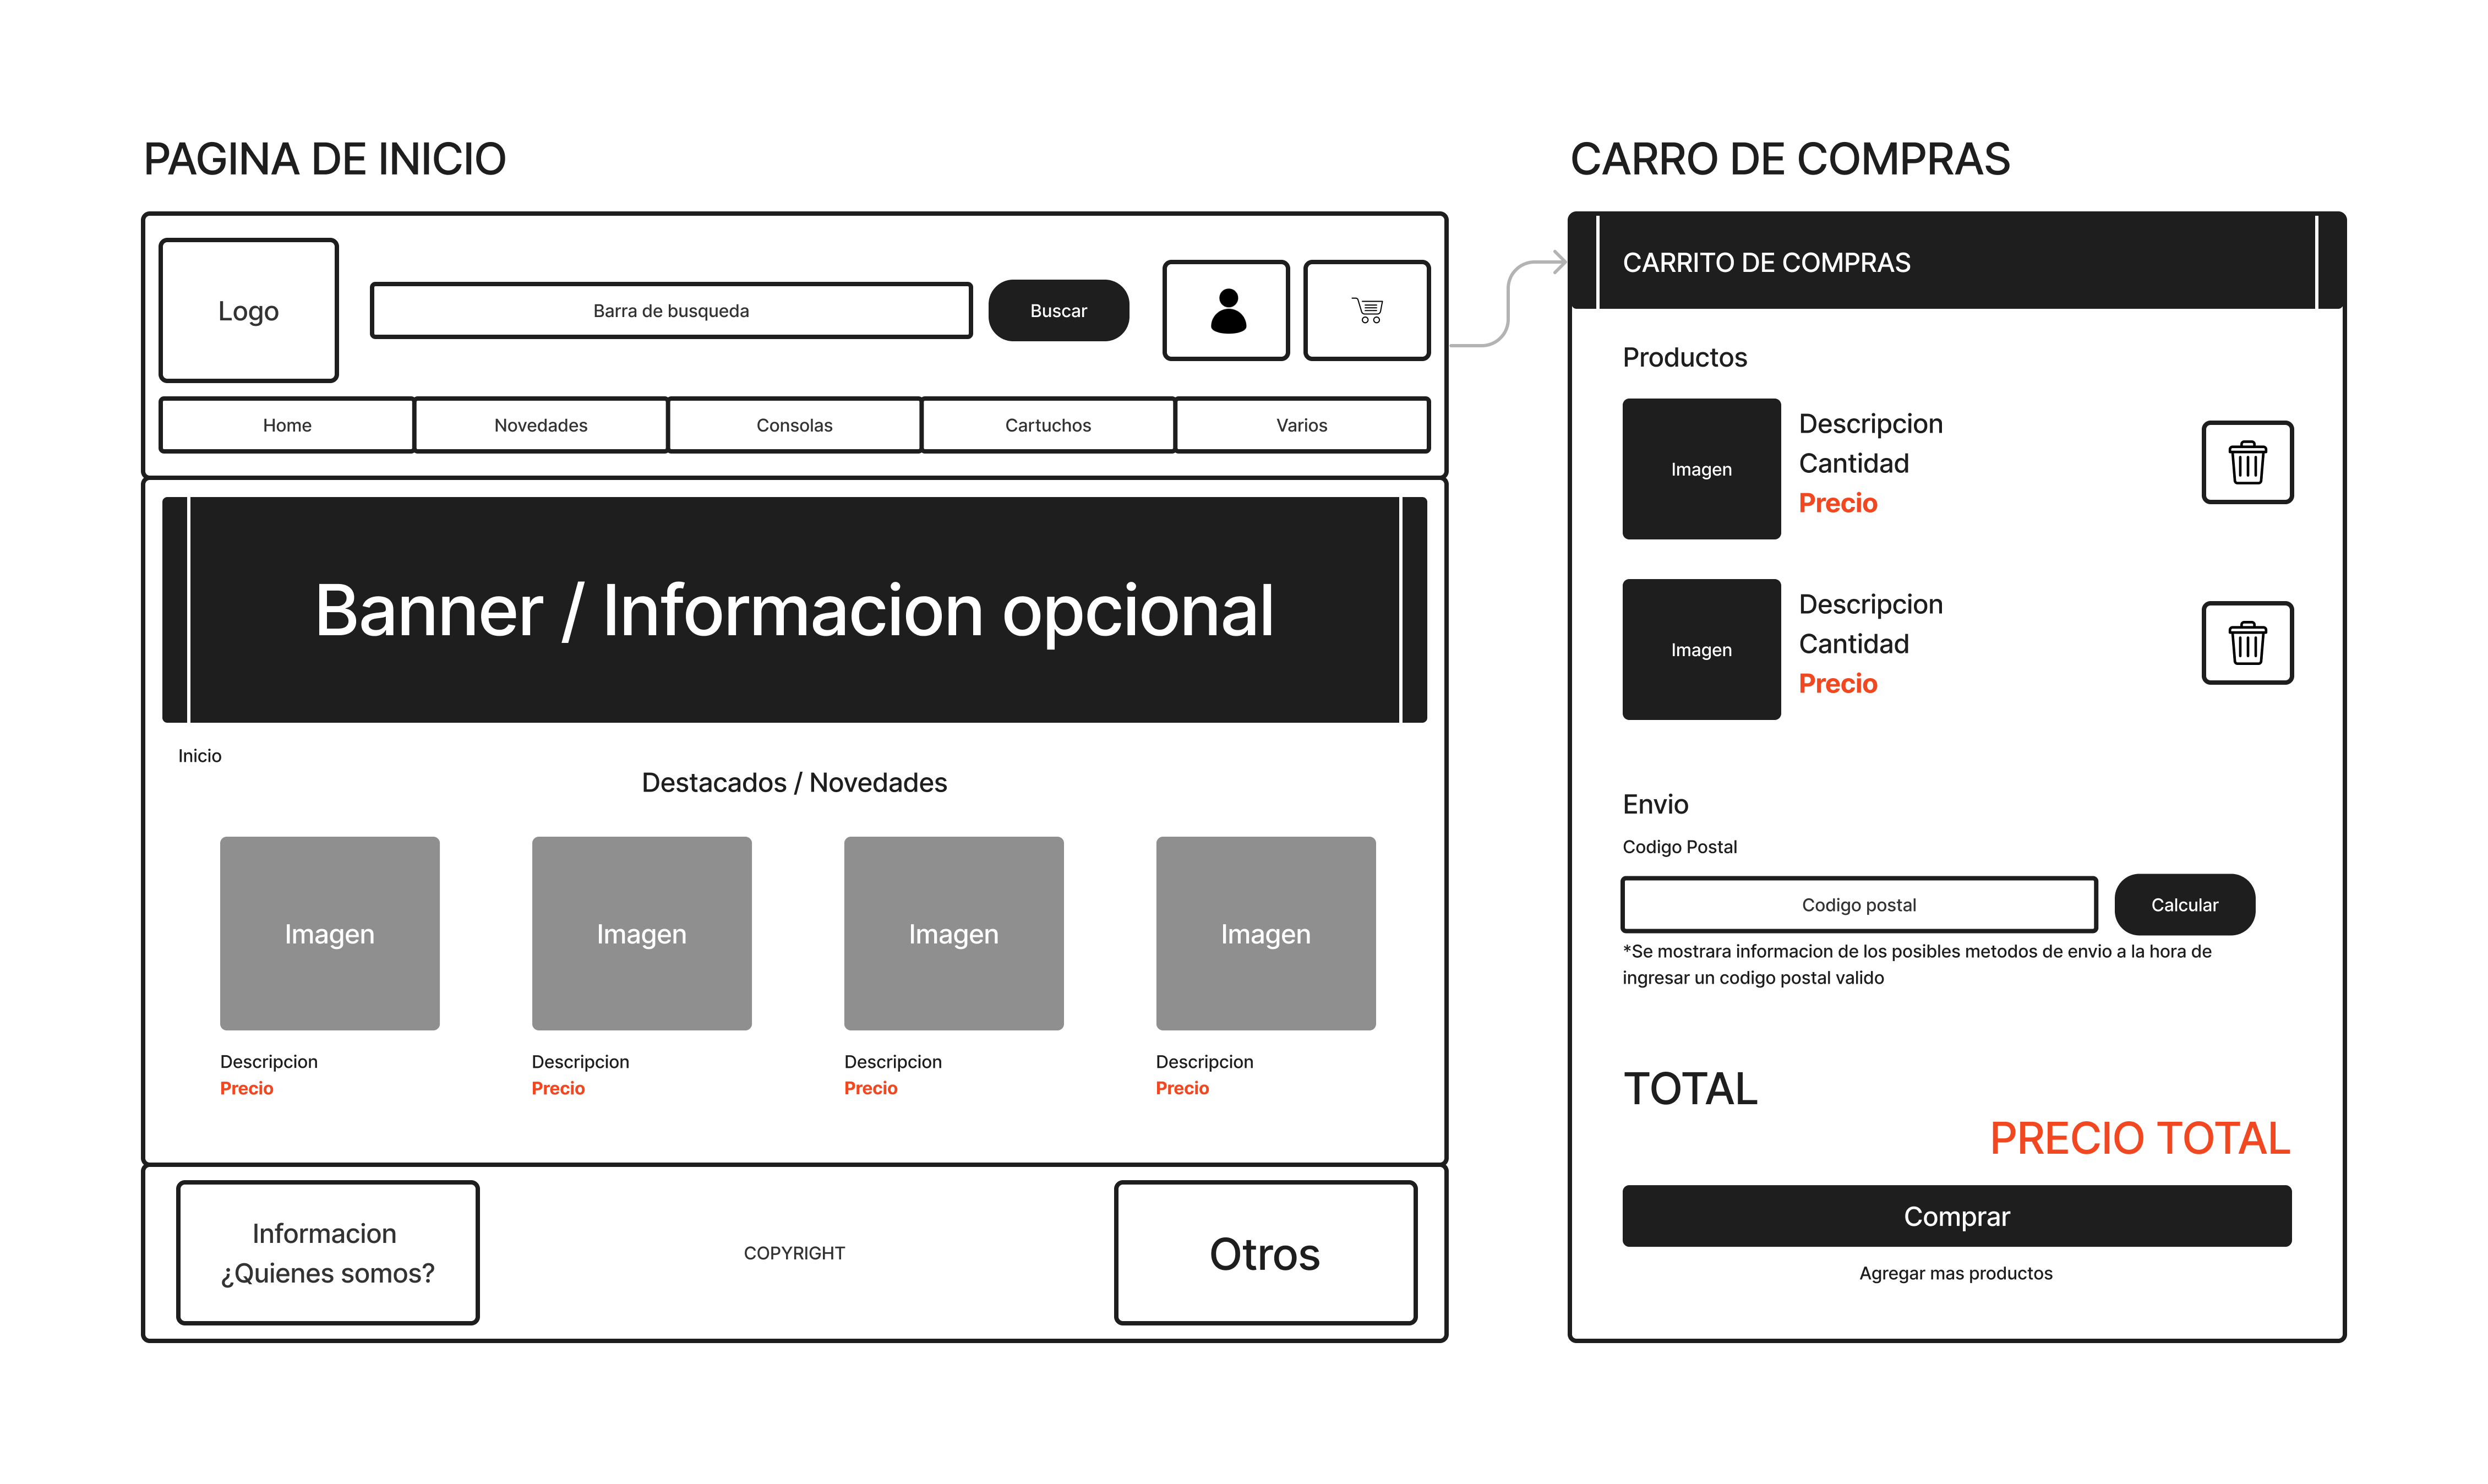 PAGINA DE INICIO
Logo
Barra de busqueda
Buscar
Home
Novedades
Consolas
Cartuchos
Varios
Banner / Informacion opcional
Inicio
Destacados / Novedades
Imagen
Imagen
Imagen
Imagen
Descripcion
Precio
Descripcion
Precio
Descripcion
Precio
Descripcion
Precio
Informacion
¿Quienes somos?
COPYRIGHT
Otros
CARRO DE COMPRAS
CARRITO DE COMPRAS
Productos
Imagen
Descripcion
Cantidad
Precio
Imagen
Descripcion
Cantidad
Precio
Envio
Codigo Postal
Codigo postal
Calcular
*Se mostrara informacion de los posibles metodos de envio a la hora de
ingresar un codigo postal valido
TOTAL
PRECIO TOTAL
Comprar
Agregar mas productos